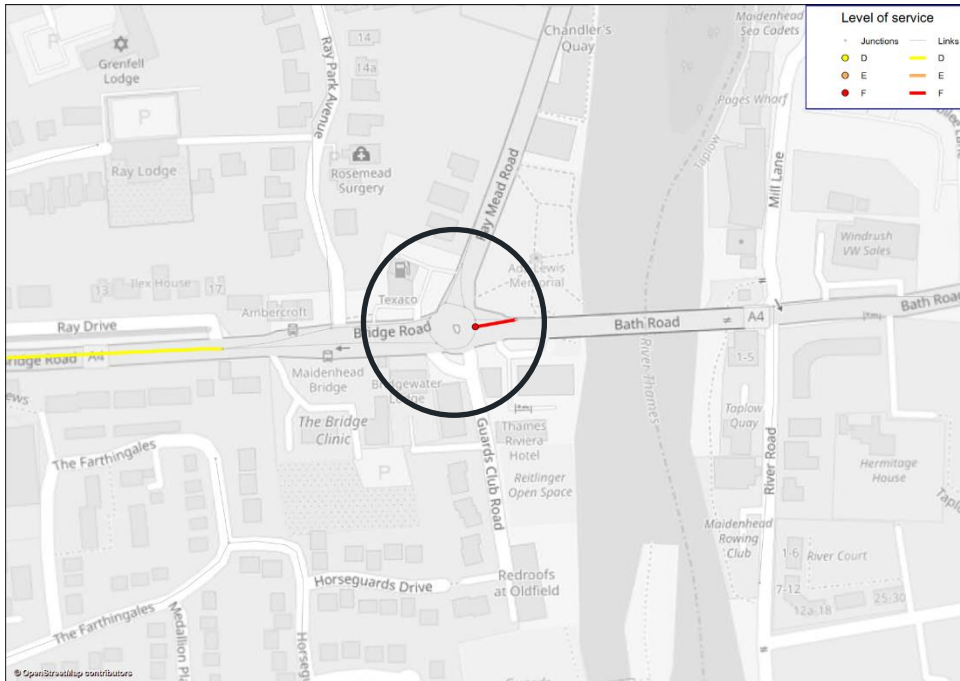 Level of service
Junctions Links
D D
E E
F F
Maidenhead
Sea Cadets
Chandler's
Quay
14
14a
P
Grenfell
Lodge
Ray Park Avenue
Pages Wharf
Taplow
P
Rosemead
Surgery
Ray Lodge
Ray Mead Road
Mill Lane
Windrush
VW Sales
Memorial
13
Ilex House
17
Texaco
Ambercroft
Ray Drive
Bridge Road
Bath Road
A4
Bath Road
Bridge Road
A4
Maidenhead
Bridge
1-5
River Thames
Bridgewater
Lodge
Taplow
Quay
The Bridge
Clinic
Thames
Riviera
Hotel
Guards Club Road
River Road
The Farthingales
P
Reitlinger
Open Space
Hermitage
House
Maidenhead
Rowing
Club
1-6
River Court
Horseguards Drive
Redroofs
at Oldfield
7-12
25-30
12a-18
The Farthingales
Medallion Pla
Horsegu
© OpenStreetMap contributors